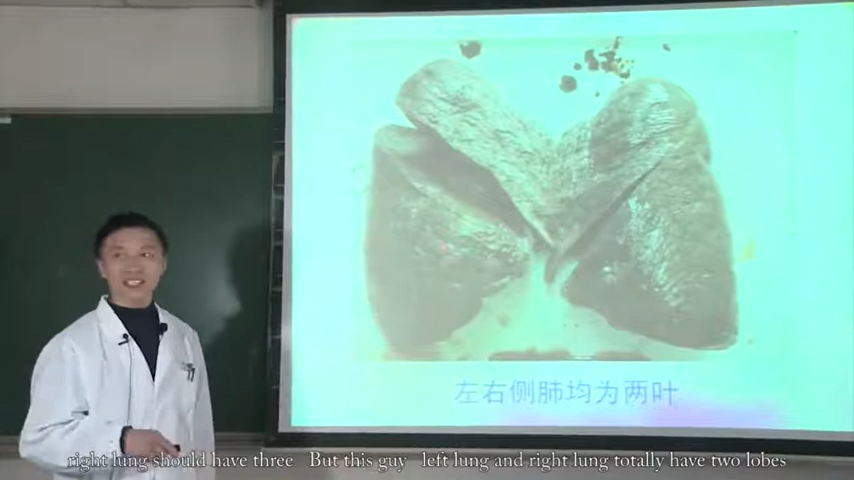 左右侧肺均为两叶
right lung should have three But this guy left lung and right lung totally have two lobes